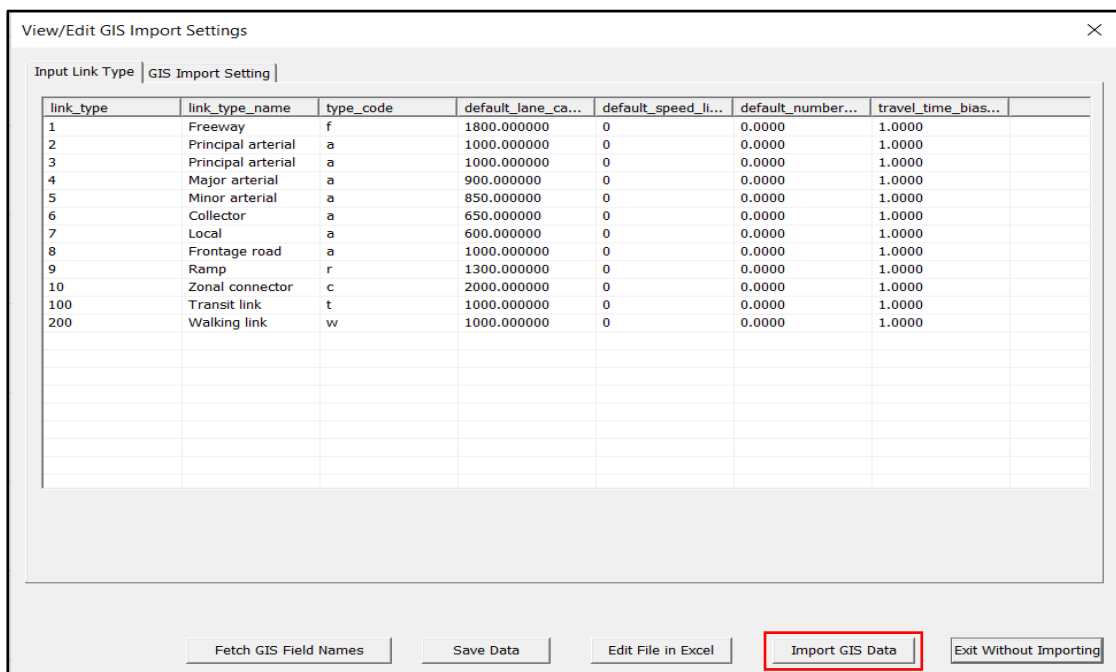 View/Edit GIS Import Settings
Input Link Type GIS Import Setting
link_type link_type_name type_code default_lane_ca... default_speed_li... default_number... travel_time_bias...
1 Freeway f 1800.000000 0 0.0000 1.0000
2 Principal arterial a 1000.000000 0 0.0000 1.0000
3 Principal arterial a 1000.000000 0 0.0000 1.0000
4 Major arterial a 900.000000 0 0.0000 1.0000
5 Minor arterial a 850.000000 0 0.0000 1.0000
6 Collector a 650.000000 0 0.0000 1.0000
7 Local a 600.000000 0 0.0000 1.0000
8 Frontage road a 1000.000000 0 0.0000 1.0000
9 Ramp r 1300.000000 0 0.0000 1.0000
10 Zonal connector c 2000.000000 0 0.0000 1.0000
100 Transit link t 1000.000000 0 0.0000 1.0000
200 Walking link w 1000.000000 0 0.0000 1.0000
Fetch GIS Field Names Save Data Edit File in Excel Import GIS Data Exit Without Importing